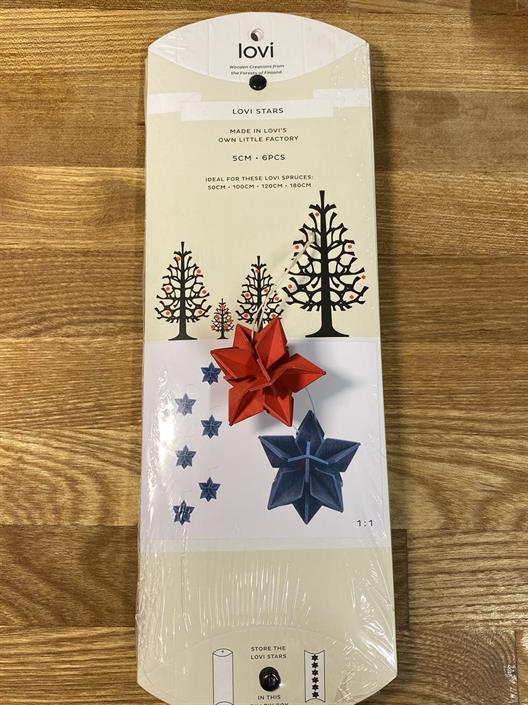 lovi
Wooden Creations from
the Forests of Finland.
LOVI STARS
MADE IN LOVI'S
OWN LITTLE FACTORY
5CM • 6PCS
IDEAL FOR THESE LOVI SPRUCES:
50CM • 100CM • 120CM • 180CM
1:1
STORE THE
LOVI STARS
IN THIS